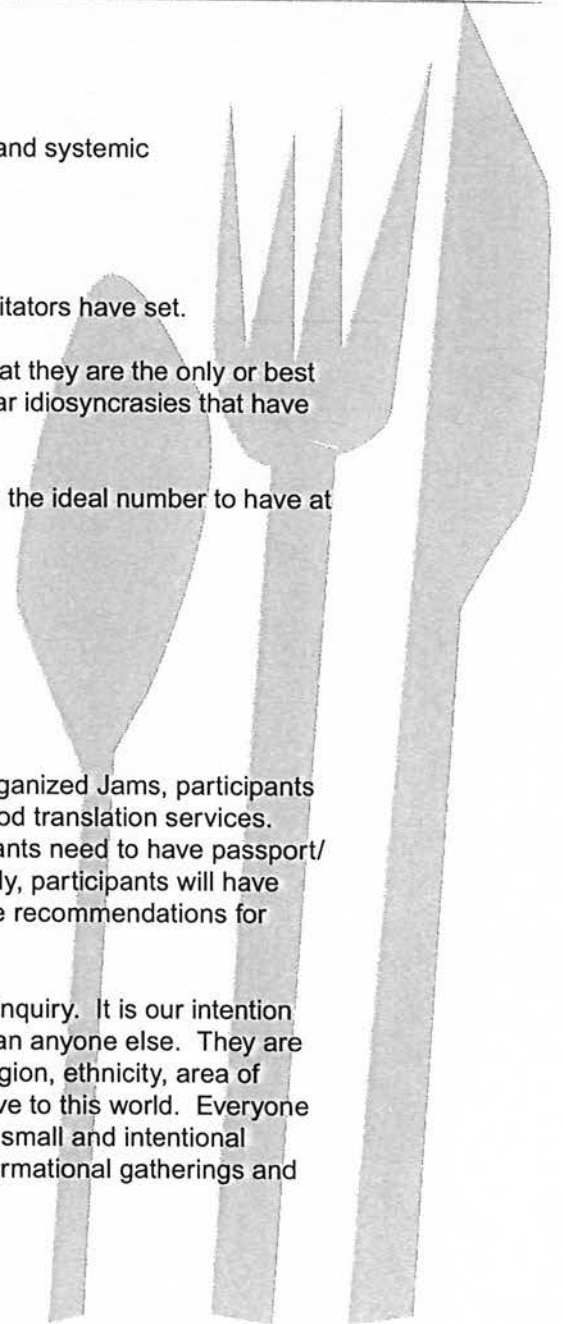 and systemic
itators have set.
at they are the only or best
ar idiosyncrasies that have
the ideal number to have at
ganized Jams, participants
od translation services.
ants need to have passport/
ly, participants will have
e recommendations for
nquiry.  It is our intention
an anyone else.  They are
gion, ethnicity, area of
ve to this world.  Everyone
small and intentional
rmational gatherings and